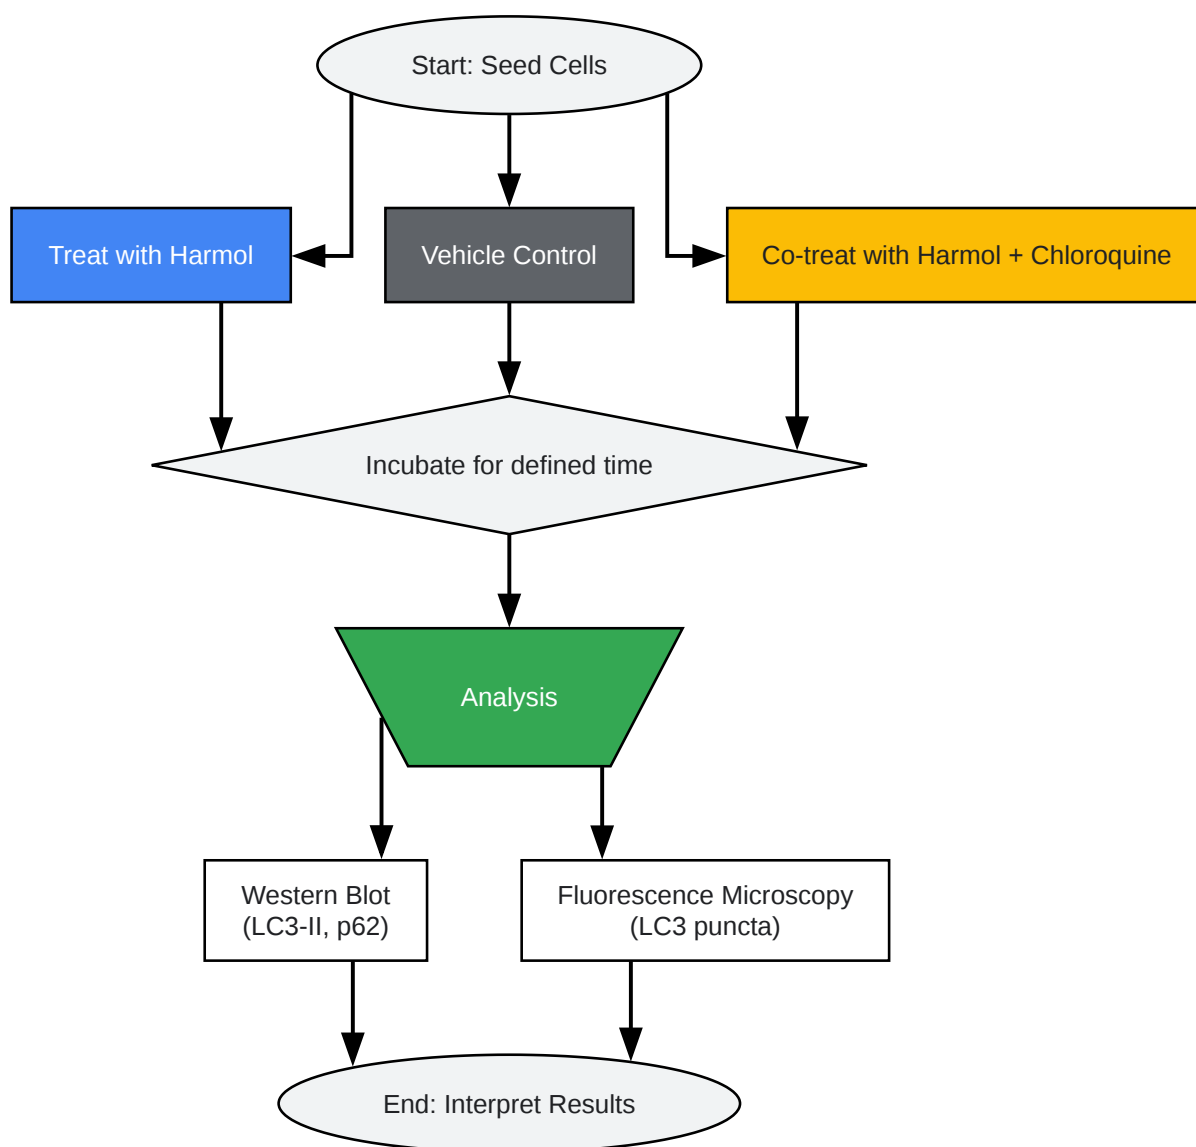 Start: Seed Cells
Treat with Harmol
Vehicle Control
Co-treat with Harmol + Chloroquine
Incubate for defined time
Analysis
Western Blot
(LC3-II, p62)
Fluorescence Microscopy
(LC3 puncta)
End: Interpret Results